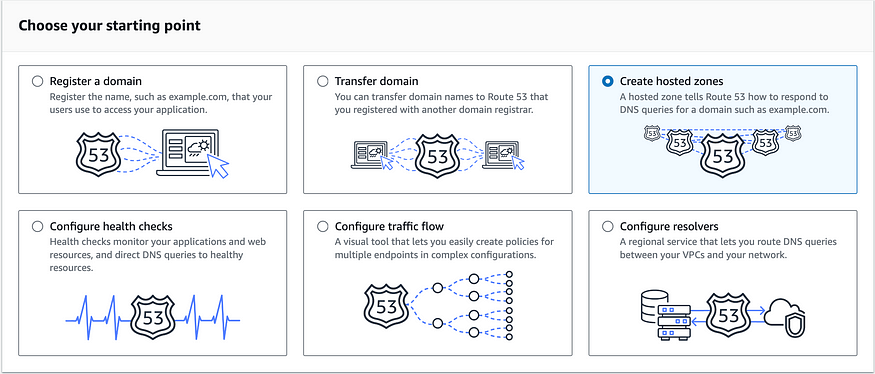 Choose your starting point
Register a domain
Register the name, such as example.com, that your
users use to access your application.
53
Transfer domain
You can transfer domain names to Route 53 that
you registered with another domain registrar.
53
Create hosted zones
A hosted zone tells Route 53 how to respond to
DNS queries for a domain such as example.com.
53 53 53 53 53
Configure health checks
Health checks monitor your applications and web
resources, and direct DNS queries to healthy
resources.
53
Configure traffic flow
A visual tool that lets you easily create policies for
multiple endpoints in complex configurations.
53
Configure resolvers
A regional service that lets you route DNS queries
between your VPCs and your network.
53